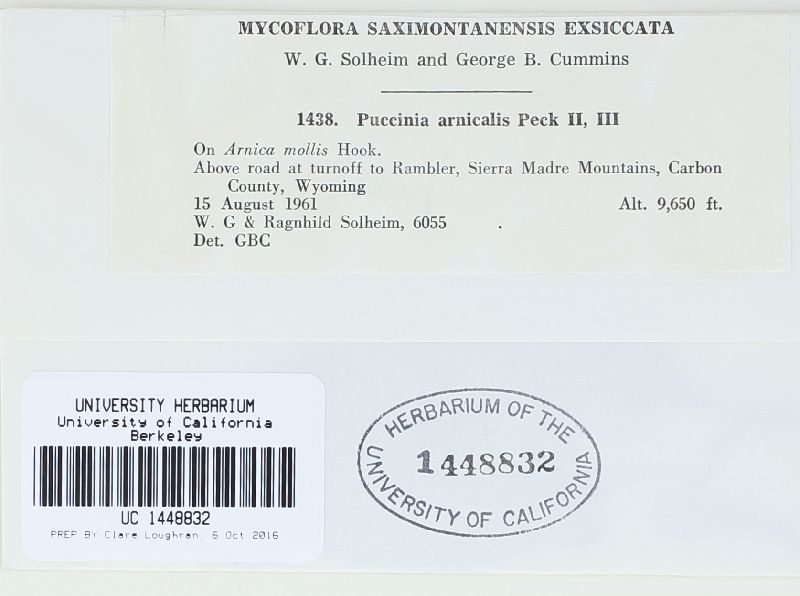 MYCOFLORA SAXIMONTANENSIS EXSICCATA
W. G. Solheim and George B. Cummins
1438. Puccinia arnicalis Peck II, III
On Arnica mollis Hook.
Above road at turnoff to Rambler, Sierra Madre Mountains, Carbon
County, Wyoming
15 August 1961 Alt. 9,650 ft.
W. G & Ragnhild Solheim, 6055
Det. GBC
UNIVERSITY HERBARIUM
University of California
Berkeley
UC 1448832
PREP BY Clare Loughran, 6 Oct 2016
HERBARIUM OF THE
1448832
UNIVERSITY OF CALIFORNIA